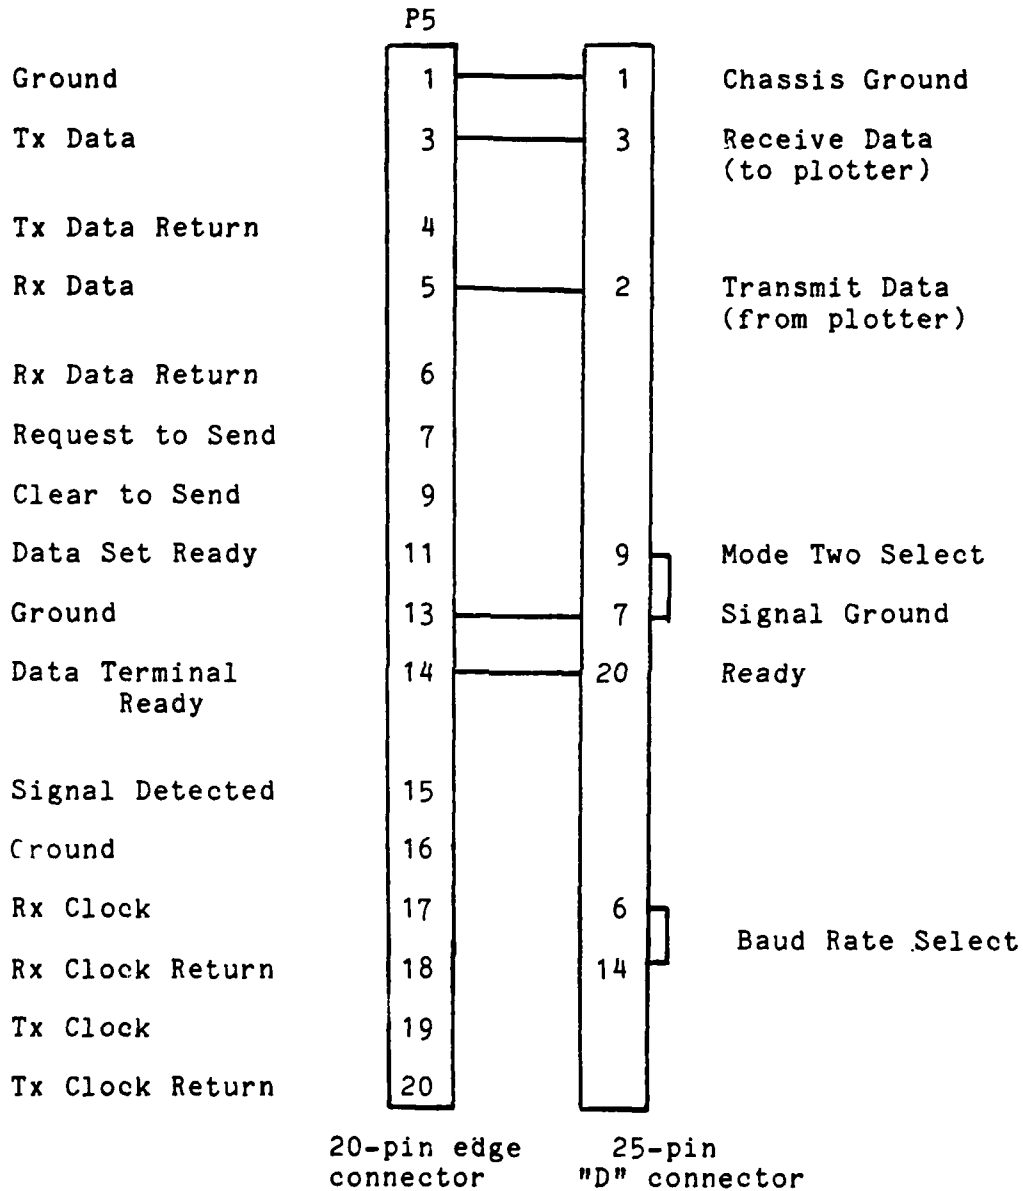 P5
Ground 1 1 Chassis Ground
Tx Data 3 3 Receive Data
(to plotter)
Tx Data Return 4
Rx Data 5 2 Transmit Data
(from plotter)
Rx Data Return 6
Request to Send 7
Clear to Send 9
Data Set Ready 11 9 Mode Two Select
Ground 13 7 Signal Ground
Data Terminal 14 20 Ready
Ready
Signal Detected 15
Ground 16
Rx Clock 17 6
Baud Rate Select
Rx Clock Return 18 14
Tx Clock 19
Tx Clock Return 20
20-pin edge 25-pin
connector "D" connector